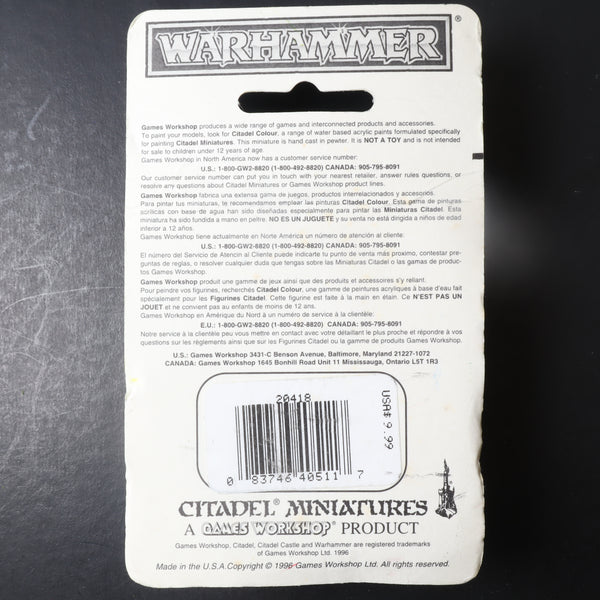 WARHAMMER®
Games Workshop produces a wide range of games and interconnected products and accessories.
To paint your models, look for Citadel Colour, a range of water based acrylic paints formulated specifically
for painting Citadel Miniatures. This miniature is hand cast in pewter. It is NOT A TOY and is not intended
for sale to children under 12 years of age.
Games Workshop in North America now has a customer service number:
U.S.: 1-800-GW2-8820 (1-800-492-8820) CANADA: 905-795-8091
Our customer service number can put you in touch with your nearest retailer, answer rules questions, or
resolve any questions about Citadel Miniatures or Games Workshop product lines.
Games Workshop fabrica una extensa gama de juegos, productos interrelacionados y accesorios.
Para pintar tus miniaturas, le recomendamos emplear las pinturas Citadel Colour. Esta gama de pinturas
acrílicas con base de agua han sido diseñadas especialmente para pintar las Miniaturas Citadel. Esta
miniatura ha sido fundida a mano en peltre. NO ES UN JUGUETE y su venta no está dirigida a niños de edad
inferior a 12 años.
Games Workshop tiene actualmente en Norte América un número de atención al cliente:
U.S.: 1-800-GW2-8820 (1-800-492-8820) CANADA: 905-795-8091
El número del Servicio de Atención al Cliente puede indicarte tu punto de venta más proximo, contestar pre-
guntas de reglas, o resolver cualquier duda que tengas sobre las Miniaturas Citadel o las gamas de produc-
tos Games Workshop.
Games Workshop produit une gamme de jeux ainsi que des produits et accessoires s'y reliant.
Pour peindre vos figurines, recherchés Citadel Colour, une gamme de peintures acryliques à base d'eau fait
spécialement pour les Figurines Citadel. Cette figurine est faite à la main en étain. Ce N'EST PAS UN
JOUET et ne convient pas au enfants de moins de 12 ans.
Games Workshop en Amérique du Nord à un numéro de service à la clientèle:
E.U.: 1-800-GW2-8820 (1-800-492-8820) CANADA: 905-795-8091
Notre service à la clientèle peu vous metter en contact avec votre détaillant le plus proche et répondre à vos
questions sur les règlements ainsi que sur les Figurines Citadel ou la gamme de produits Games Workshop.
U.S.: Games Workshop 3431-C Benson Avenue, Baltimore, Maryland 21227-1072
CANADA: Games Workshop 1645 Bonhill Road Unit 11 Mississauga, Ontario L5T 1R3
20418
USA$ 9.99
0 83746 40511 7
CITADEL® MINIATURES
A GAMES WORKSHOP® PRODUCT
Games Workshop, Citadel, Citadel Castle and Warhammer are registered trademarks
of Games Workshop Ltd. 1996
Made in the U.S.A. Copyright © 1996 Games Workshop Ltd. All rights reserved.